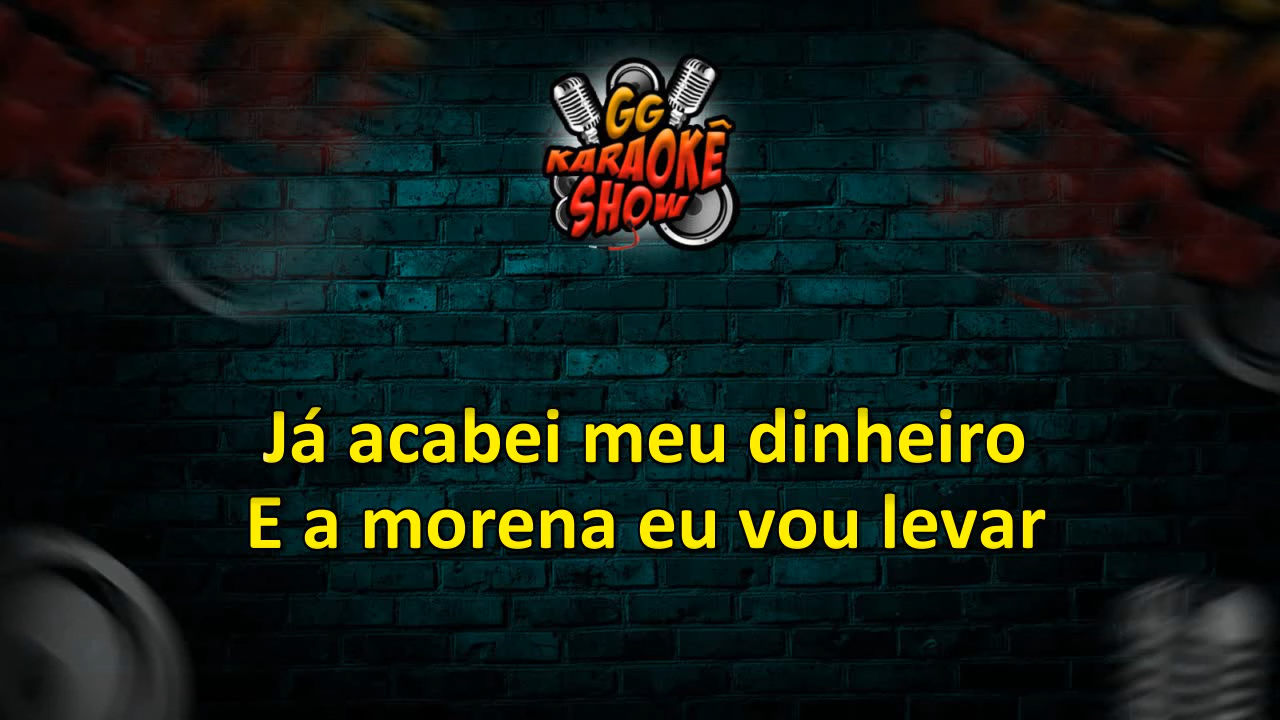 GG
KARAOKÊ
SHOW
Já acabei meu dinheiro
E a morena eu vou levar